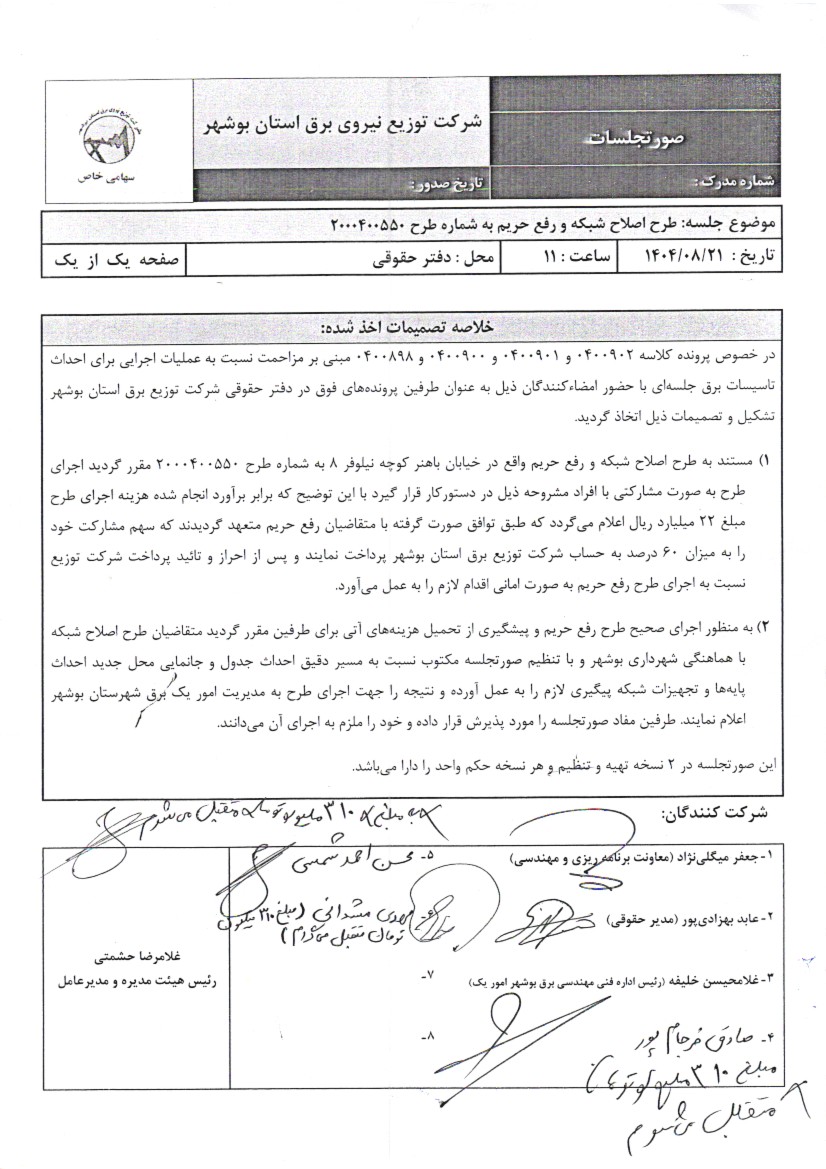 صورتجلسات
شرکت توزیع نیروی برق استان بوشهر
شرکت توزیع نیروی برق استان بوشهر
سهامی خاص
شماره مدرک:
تاریخ صدور:
موضوع جلسه: طرح اصلاح شبکه و رفع حریم به شماره طرح ۲۰۰۰۴۰۰۵۵۰
تاریخ : ۱۴۰۴/۰۸/۲۱ ساعت : ۱۱ محل : دفتر حقوقی صفحه یک از یک
خلاصه تصمیمات اخذ شده:
در خصوص پرونده کلاسه ۰۴۰۰۹۰۲ و ۰۴۰۰۹۰۱ و ۰۴۰۰۹۰۰ و ۰۴۰۰۸۹۸ مبنی بر مزاحمت نسبت به عملیات اجرایی برای احداث
تاسیسات برق جلسه‌ای با حضور امضاءکنندگان ذیل به عنوان طرفین پرونده‌های فوق در دفتر حقوقی شرکت توزیع برق استان بوشهر
تشکیل و تصمیمات ذیل اتخاذ گردید.
۱) مستند به طرح اصلاح شبکه و رفع حریم واقع در خیابان باهنر کوچه نیلوفر ۸ به شماره طرح ۲۰۰۰۴۰۰۵۵۰ مقرر گردید اجرای
طرح به صورت مشارکتی با افراد مشروحه ذیل در دستورکار قرار گیرد با این توضیح که برابر برآورد انجام شده هزینه اجرای طرح
مبلغ ۲۲ میلیارد ریال اعلام می‌گردد که طبق توافق صورت گرفته با متقاضیان رفع حریم متعهد گردیدند که سهم مشارکت خود
را به میزان ۶۰ درصد به حساب شرکت توزیع برق استان بوشهر پرداخت نمایند و پس از احراز و تائید پرداخت شرکت توزیع
نسبت به اجرای طرح رفع حریم به صورت امانی اقدام لازم را به عمل می‌آورد.
۲) به منظور اجرای صحیح طرح رفع حریم و پیشگیری از تحمیل هزینه‌های آتی برای طرفین مقرر گردید متقاضیان طرح اصلاح شبکه
با هماهنگی شهرداری بوشهر و با تنظیم صورتجلسه مکتوب نسبت به مسیر دقیق احداث جدول و جانمایی محل جدید احداث
پایه‌ها و تجهیزات شبکه پیگیری لازم را به عمل آورده و نتیجه را جهت اجرای طرح به مدیریت امور یک برق شهرستان بوشهر
اعلام نمایند. طرفین مفاد صورتجلسه را مورد پذیرش قرار داده و خود را ملزم به اجرای آن می‌دانند.
این صورتجلسه در ۲ نسخه تهیه و تنظیم و هر نسخه حکم واحد را دارا می‌باشد.
شرکت کنندگان:
به مبلغ ۳۱۰ میلیون تومان متقبل می شوم
۱- جعفر میگلی‌نژاد (معاونت برنامه ریزی و مهندسی)
۵- محسن احمد شمسی
۲- عابد بهزادی‌پور (مدیر حقوقی)
۶- مهدی مشدانی (مبلغ ۳۱۰ میلیون
تومان متقبل می گردم)
غلامرضا حشمتی
رئیس هیئت مدیره و مدیرعامل
۳- غلامحسن خلیفه (رئیس اداره فنی مهندسی برق بوشهر امور یک)
۷-
۴- صادق فرجام پور
۸-
مبلغ ۳۱۰ میلیون تومان
متقبل می شوم